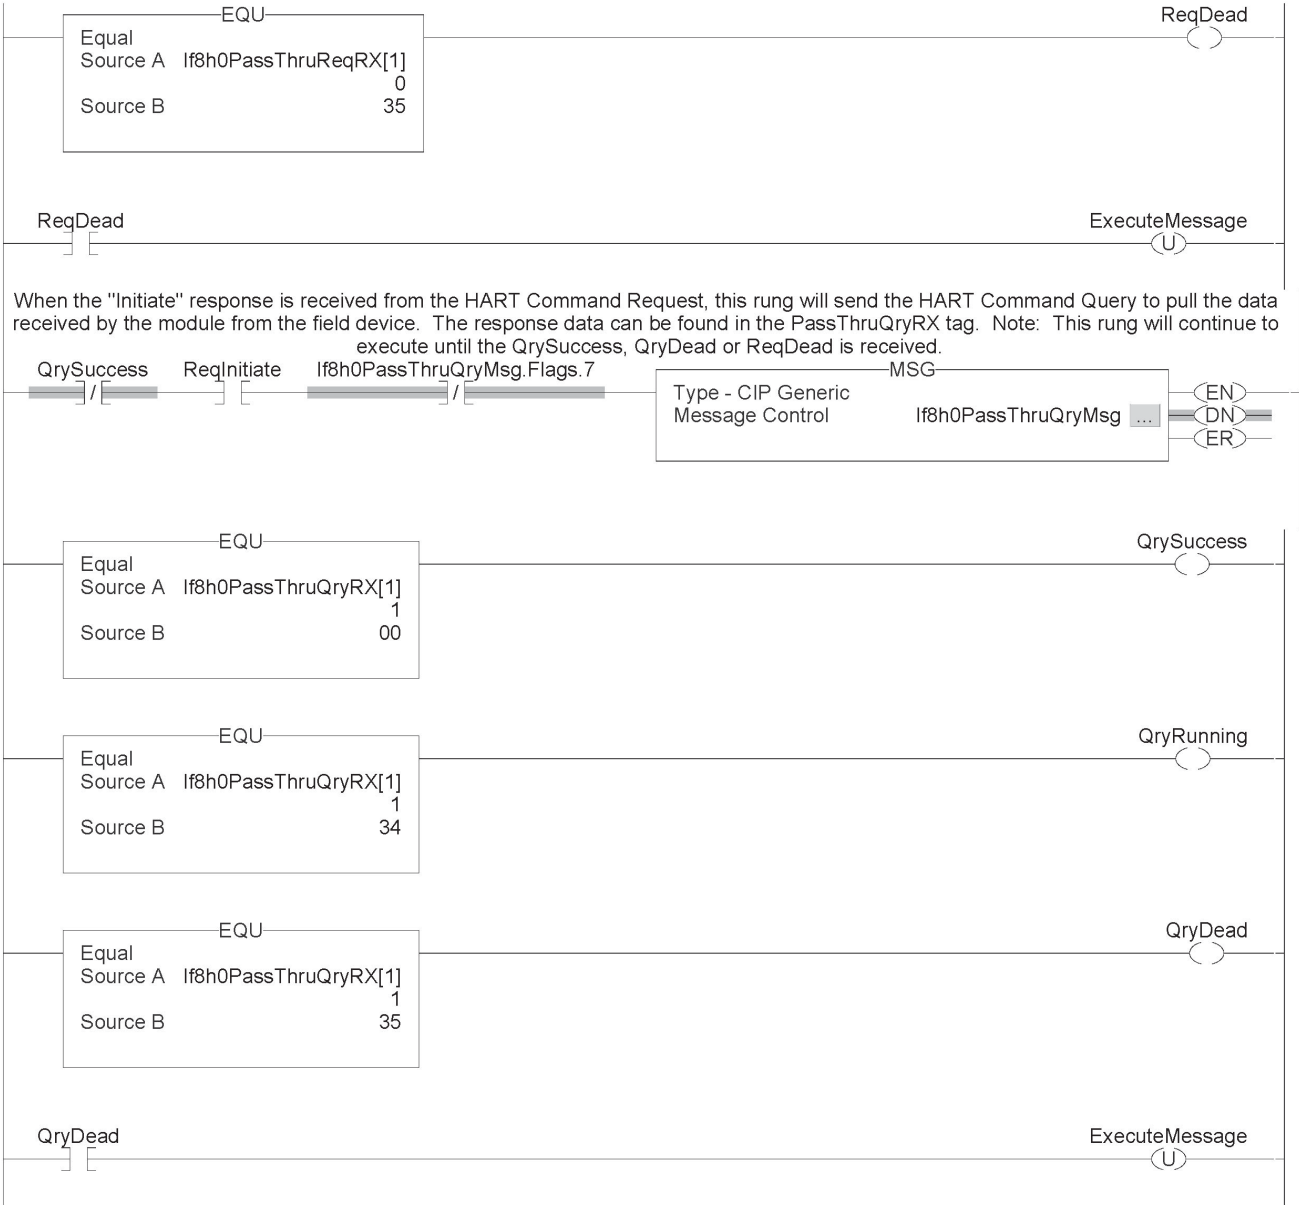 EQU
ReqDead
Equal
Source A If8h0PassThruReqRX[1]
0
Source B 35
ReqDead
ExecuteMessage
U
When the "Initiate" response is received from the HART Command Request, this rung will send the HART Command Query to pull the data
received by the module from the field device. The response data can be found in the PassThruQryRX tag. Note: This rung will continue to
execute until the QrySuccess, QryDead or ReqDead is received.
QrySuccess ReqInitiate If8h0PassThruQryMsg.Flags.7
MSG
Type - CIP Generic
Message Control If8h0PassThruQryMsg ...
EN
DN
ER
EQU
QrySuccess
Equal
Source A If8h0PassThruQryRX[1]
1
Source B 00
EQU
QryRunning
Equal
Source A If8h0PassThruQryRX[1]
1
Source B 34
EQU
QryDead
Equal
Source A If8h0PassThruQryRX[1]
1
Source B 35
QryDead
ExecuteMessage
U